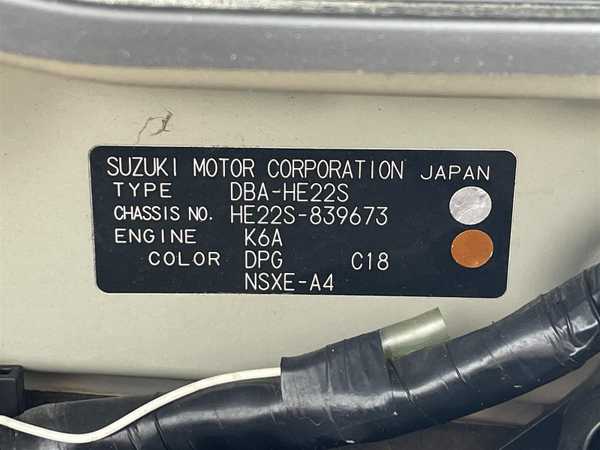 SUZUKI MOTOR CORPORATION JAPAN
TYPE DBA-HE22S
CHASSIS NO. HE22S-839673
ENGINE K6A
COLOR DPG C18
NSXE-A4